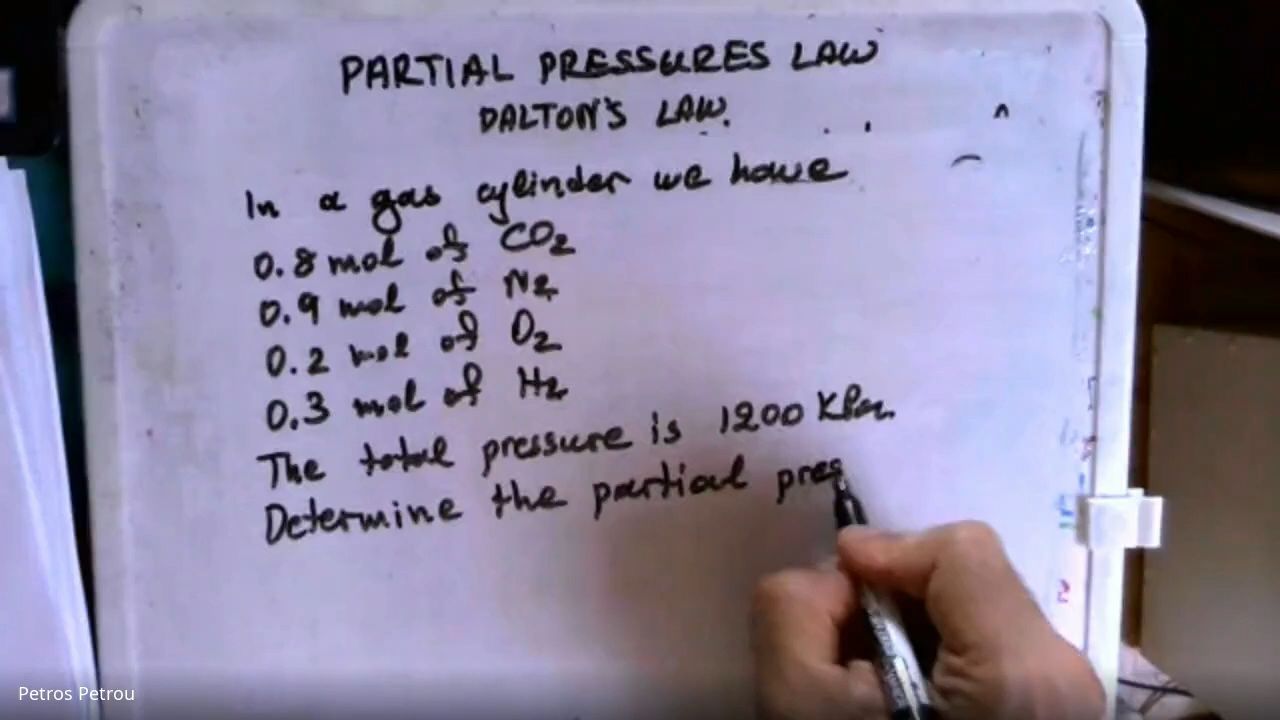 PARTIAL PRESSURES LAW
DALTON'S LAW.
In a gas cylinder we have
0.8 mol of CO2
0.9 mol of N2
0.2 mol of O2
0.3 mol of H2
The total pressure is 1200 KPa.
Determine the partial pres
Petros Petrou